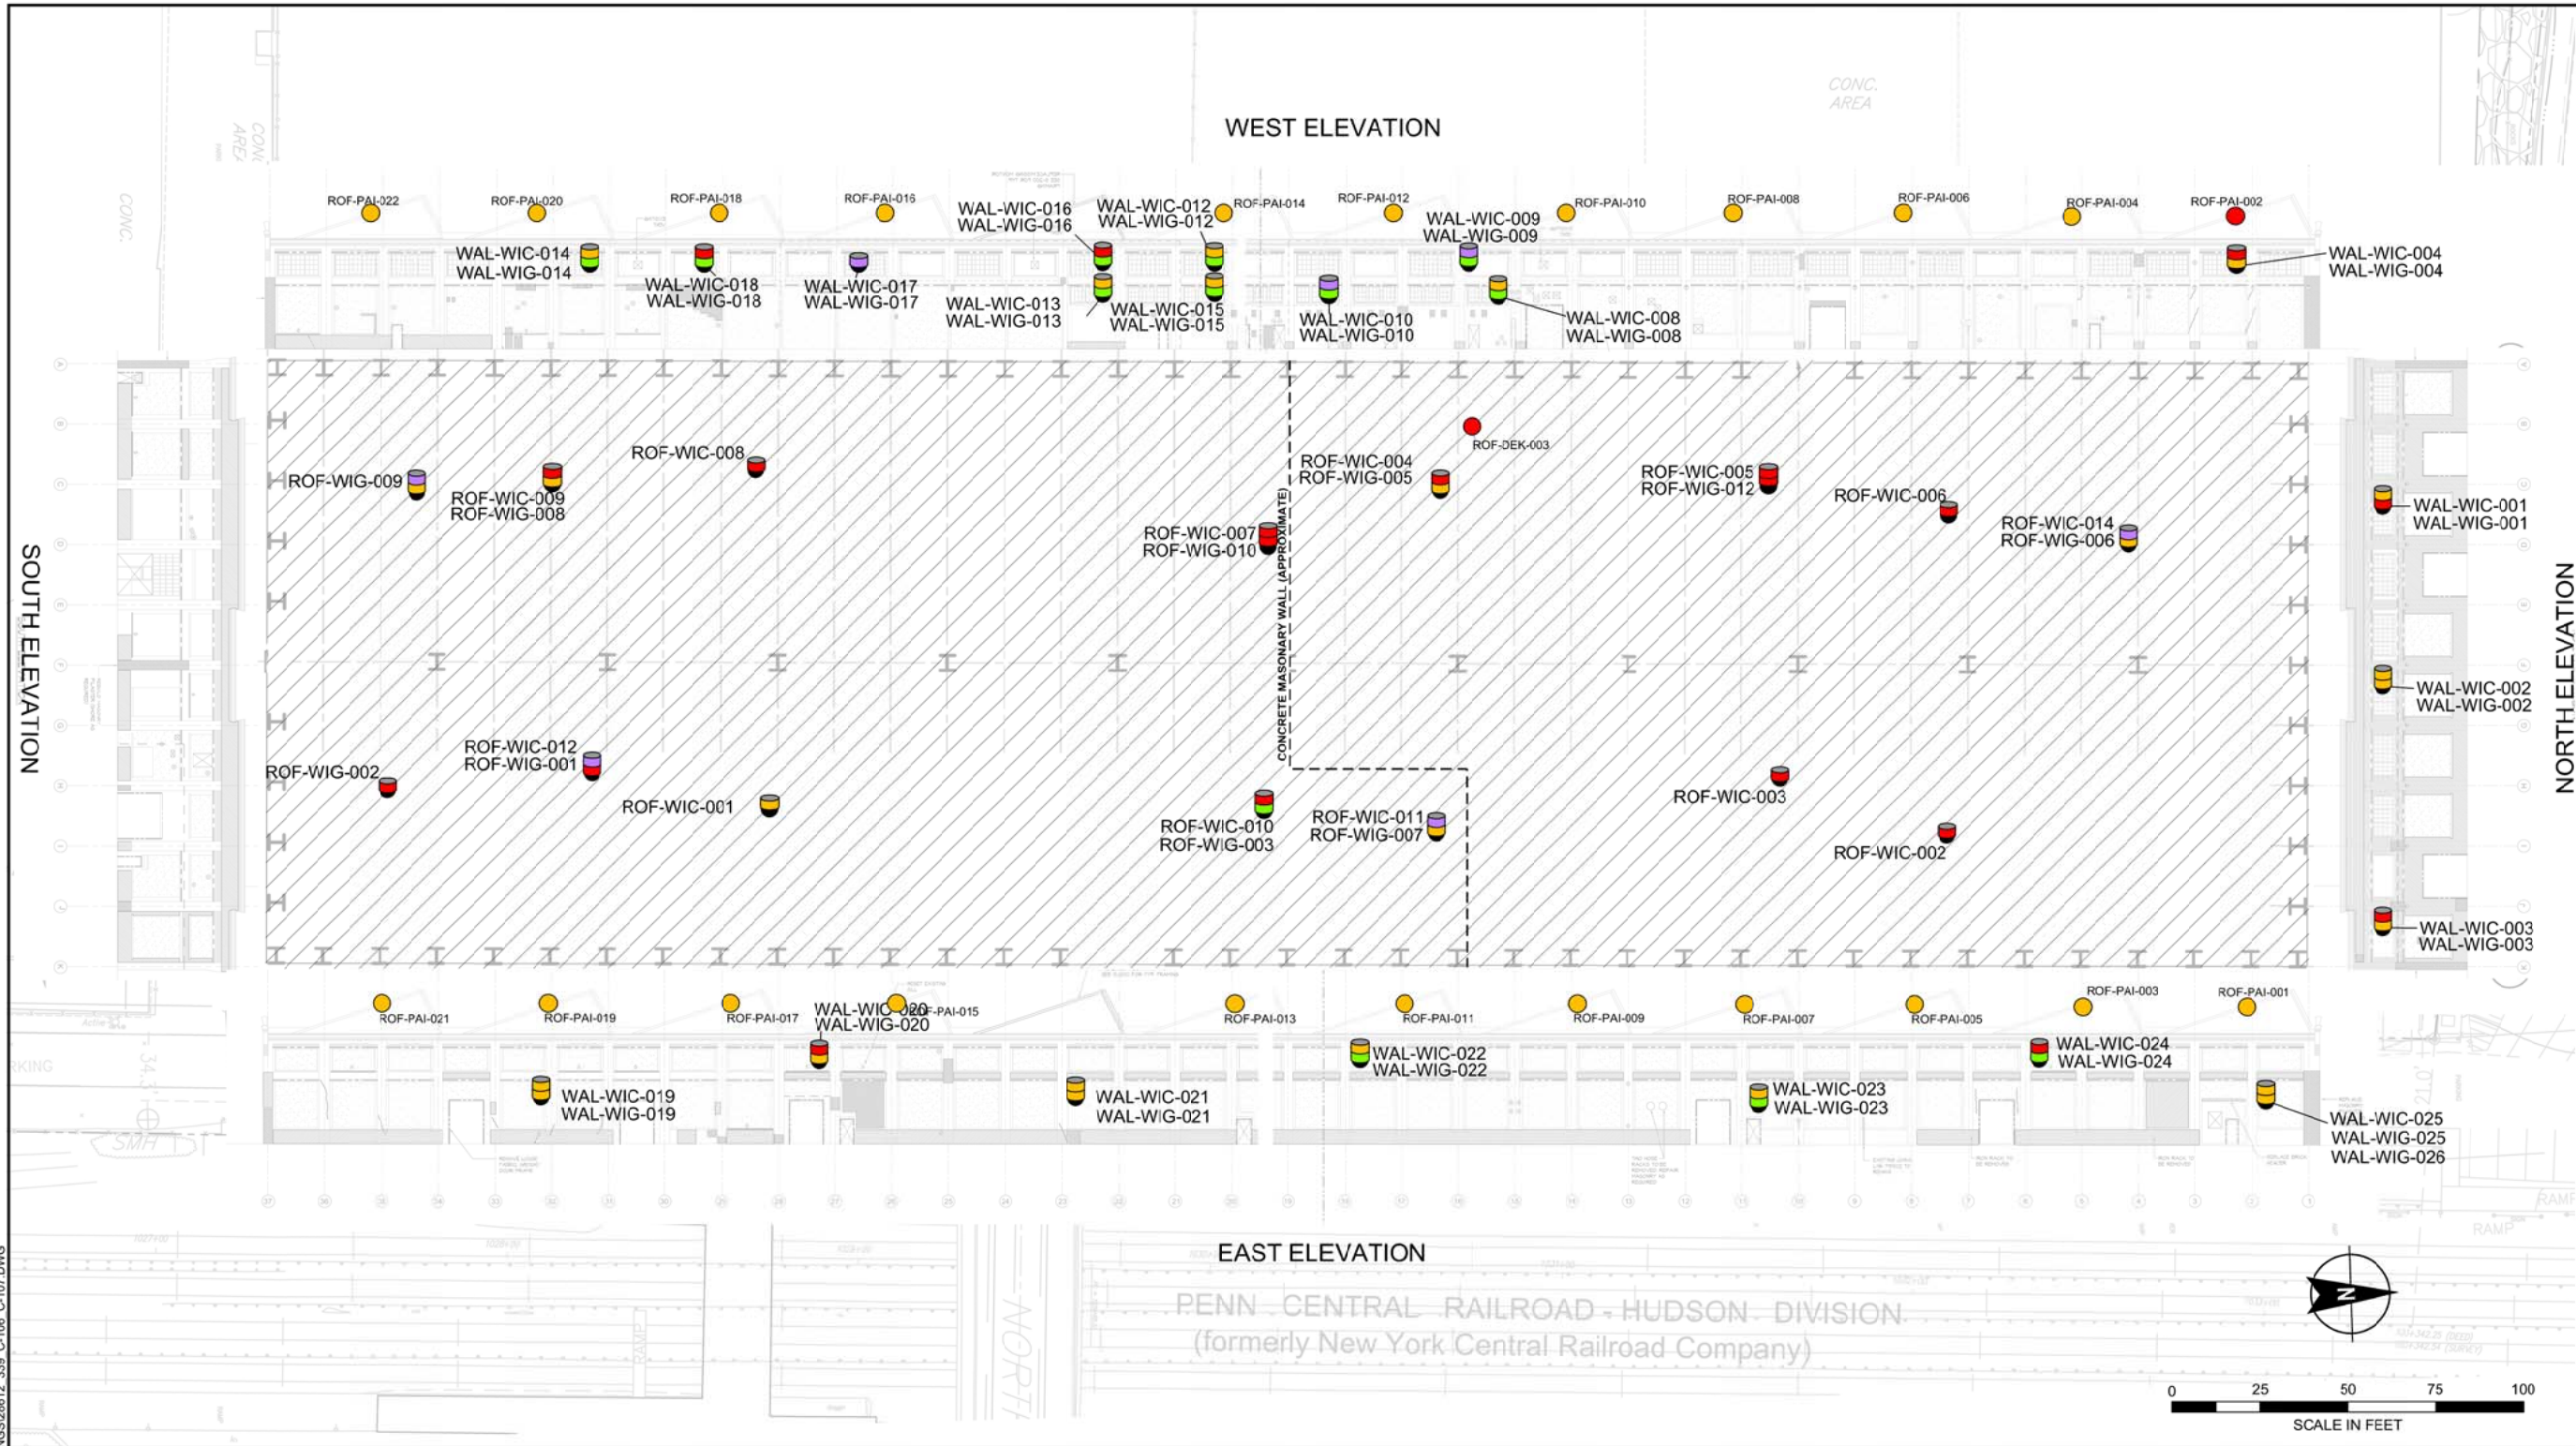 CONC.
AREA
CONC.
AREA
CONC.
WEST ELEVATION
ROF-PAI-022
ROF-PAI-020
ROF-PAI-018
ROF-PAI-016
WAL-WIC-016
WAL-WIG-016
WAL-WIC-012
WAL-WIG-012
ROF-PAI-014
ROF-PAI-012
WAL-WIC-009
WAL-WIG-009
ROF-PAI-010
ROF-PAI-008
ROF-PAI-006
ROF-PAI-004
ROF-PAI-002
WAL-WIC-014
WAL-WIG-014
WAL-WIC-018
WAL-WIG-018
WAL-WIC-017
WAL-WIG-017
WAL-WIC-013
WAL-WIG-013
WAL-WIC-015
WAL-WIG-015
WAL-WIC-010
WAL-WIG-010
WAL-WIC-008
WAL-WIG-008
WAL-WIC-004
WAL-WIG-004
SOUTH ELEVATION
ROF-WIG-009
ROF-WIC-009
ROF-WIG-008
ROF-WIC-008
ROF-WIC-007
ROF-WIG-010
CONCRETE MASONARY WALL (APPROXIMATE)
ROF-DEK-003
ROF-WIC-004
ROF-WIG-005
ROF-WIC-005
ROF-WIG-012
ROF-WIC-006
ROF-WIC-014
ROF-WIG-006
WAL-WIC-001
WAL-WIG-001
WAL-WIC-002
WAL-WIG-002
NORTH ELEVATION
ROF-WIG-002
ROF-WIC-012
ROF-WIG-001
ROF-WIC-001
ROF-WIC-010
ROF-WIG-003
ROF-WIC-011
ROF-WIG-007
ROF-WIC-003
ROF-WIC-002
WAL-WIC-003
WAL-WIG-003
ROF-PAI-021
ROF-PAI-019
ROF-PAI-017
WAL-WIC-020
WAL-WIG-020
ROF-PAI-015
ROF-PAI-013
ROF-PAI-011
ROF-PAI-009
ROF-PAI-007
ROF-PAI-005
ROF-PAI-003
ROF-PAI-001
WAL-WIC-019
WAL-WIG-019
WAL-WIC-021
WAL-WIG-021
WAL-WIC-022
WAL-WIG-022
WAL-WIC-023
WAL-WIG-023
WAL-WIC-024
WAL-WIG-024
WAL-WIC-025
WAL-WIG-025
WAL-WIG-026
SMH
RAMP
RAMP
EAST ELEVATION
RAMP
NORTH
PENN CENTRAL RAILROAD - HUDSON DIVISION
(formerly New York Central Railroad Company)
N
0 25 50 75 100
SCALE IN FEET